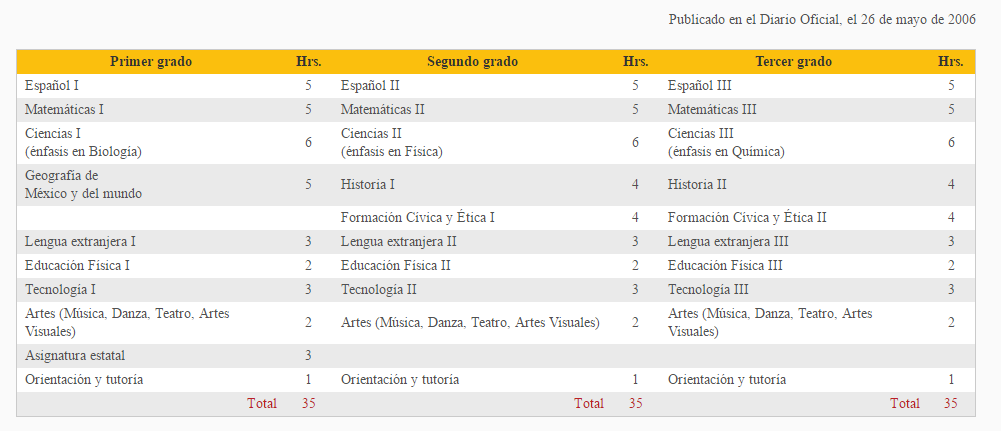 Publicado en el Diario Oficial, el 26 de mayo de 2006
Primer grado Hrs. Segundo grado Hrs. Tercer grado Hrs.
Español I 5 Español II 5 Español III 5
Matemáticas I 5 Matemáticas II 5 Matemáticas III 5
Ciencias I
(énfasis en Biología) 6 Ciencias II
(énfasis en Física) 6 Ciencias III
(énfasis en Química) 6
Geografía de
México y del mundo 5 Historia I 4 Historia II 4
Formación Cívica y Ética I 4 Formación Cívica y Ética II 4
Lengua extranjera I 3 Lengua extranjera II 3 Lengua extranjera III 3
Educación Física I 2 Educación Física II 2 Educación Física III 2
Tecnología I 3 Tecnología II 3 Tecnología III 3
Artes (Música, Danza, Teatro, Artes
Visuales) 2 Artes (Música, Danza, Teatro, Artes Visuales) 2 Artes (Música, Danza, Teatro, Artes
Visuales) 2
Asignatura estatal 3
Orientación y tutoría 1 Orientación y tutoría 1 Orientación y tutoría 1
Total 35 Total 35 Total 35